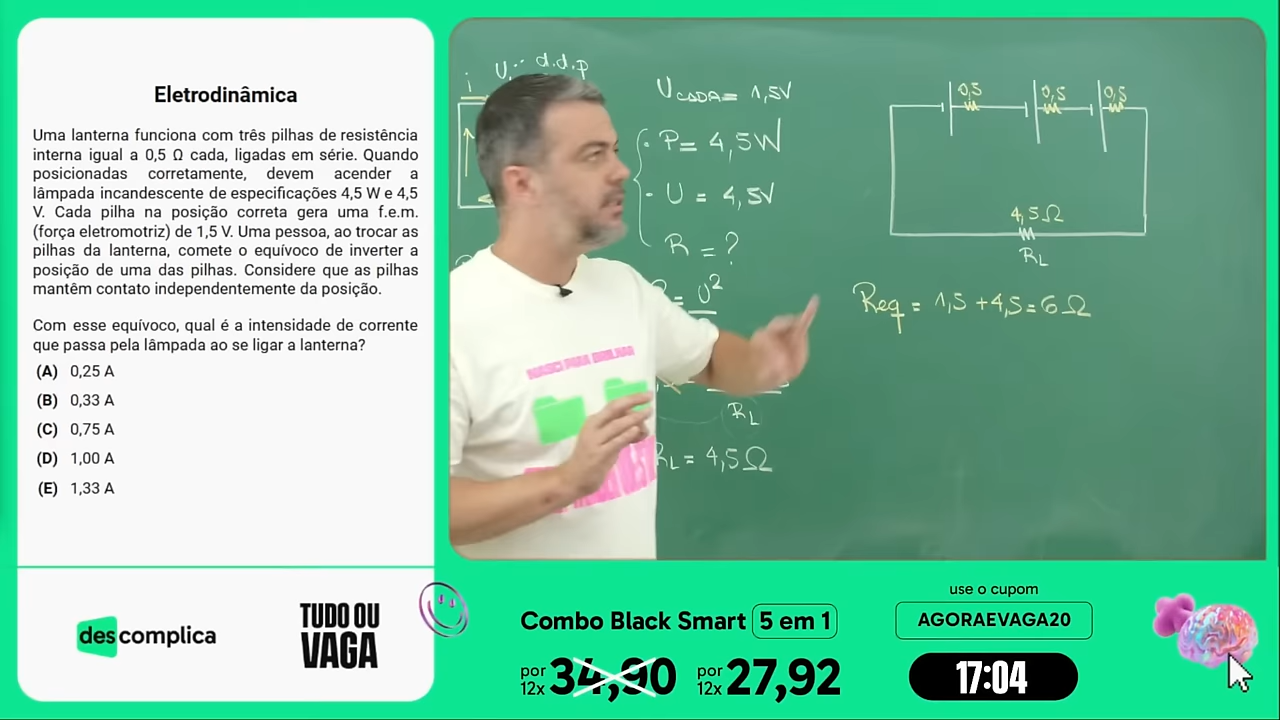 Eletrodinâmica
Uma lanterna funciona com três pilhas de resistência
interna igual a 0,5 Ω cada, ligadas em série. Quando
posicionadas corretamente, devem acender a
lâmpada incandescente de especificações 4,5 W e 4,5
V. Cada pilha na posição correta gera uma f.e.m.
(força eletromotriz) de 1,5 V. Uma pessoa, ao trocar as
pilhas da lanterna, comete o equívoco de inverter a
posição de uma das pilhas. Considere que as pilhas
mantêm contato independentemente da posição.
Com esse equívoco, qual é a intensidade de corrente
que passa pela lâmpada ao se ligar a lanterna?
(A) 0,25 A
(B) 0,33 A
(C) 0,75 A
(D) 1,00 A
(E) 1,33 A
i U: d.d.p
UCADA = 1,5V
P = 4,5W
U = 4,5V
R = ?
= U²
RL
RL = 4,5Ω
0,5 0,5 0,5
4,5Ω
RL
Req = 1,5 + 4,5 = 6Ω
NASCI PARA BRILHAR
descomplica
TUDO OU
VAGA
Combo Black Smart 5 em 1
por
12x 34,90
por
12x 27,92
use o cupom
AGORAEVAGA20
17:04